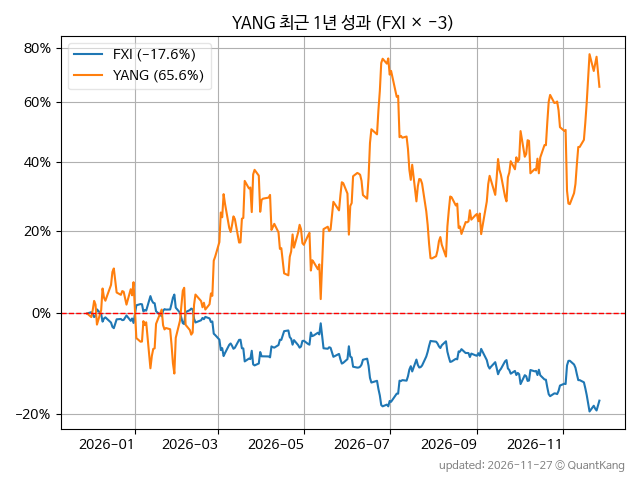 YANG 최근 1년 성과 (FXI × −3)
FXI (−17.6%)
YANG (65.6%)
80%
60%
40%
20%
0%
−20%
2026-01 2026-03 2026-05 2026-07 2026-09 2026-11
updated: 2026-11-27 © QuantKang